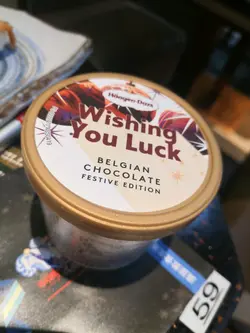 Häagen-Dazs
Wishing
You Luck
BELGIAN
CHOCOLATE
FESTIVE EDITION
59